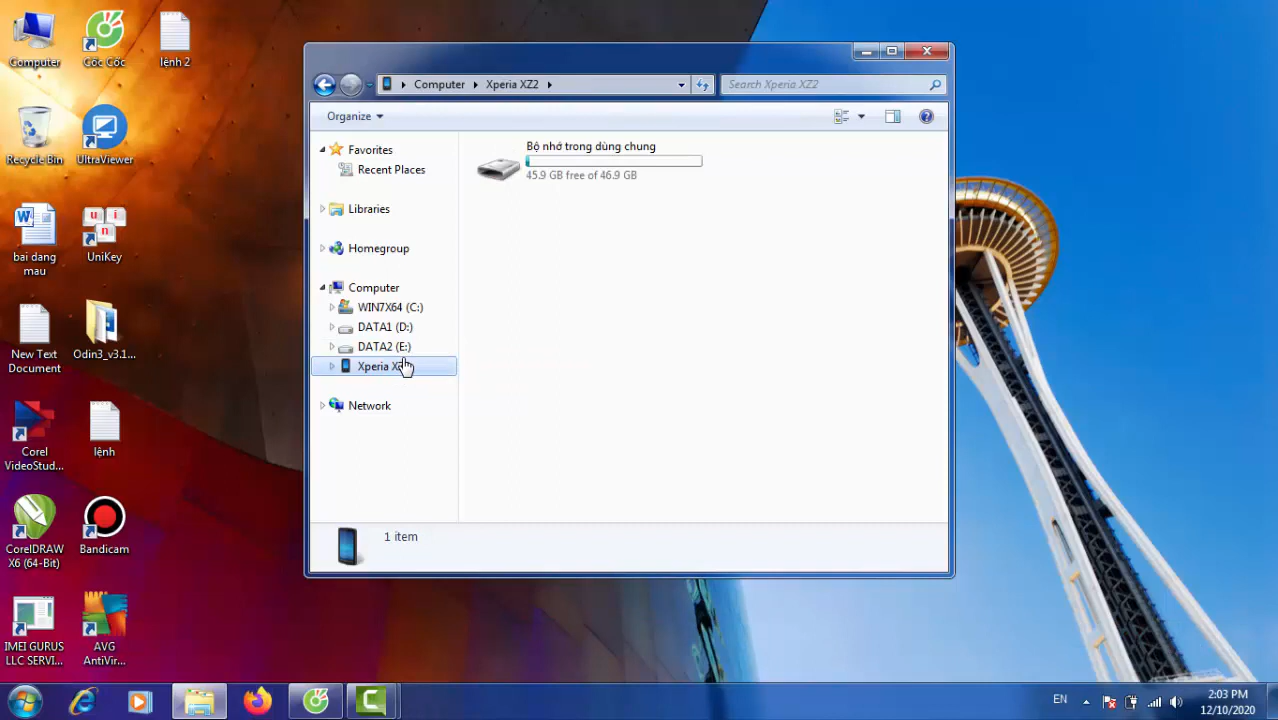 Computer
Cốc Cốc
lệnh 2
Recycle Bin
UltraViewer
bai dang
mau
UniKey
New Text
Document
Odin3_v3.1...
Corel
VideoStud...
lệnh
CorelDRAW
X6 (64-Bit)
Bandicam
IMEI GURUS
LLC SERVI...
AVG
AntiVir...
Computer
Xperia XZ2
Search Xperia XZ2
Organize
Favorites
Recent Places
Libraries
Homegroup
Computer
WIN7X64 (C:)
DATA1 (D:)
DATA2 (E:)
Xperia
Network
Bộ nhớ trong dùng chung
45.9 GB free of 46.9 GB
1 item
EN
2:03 PM
12/10/2020